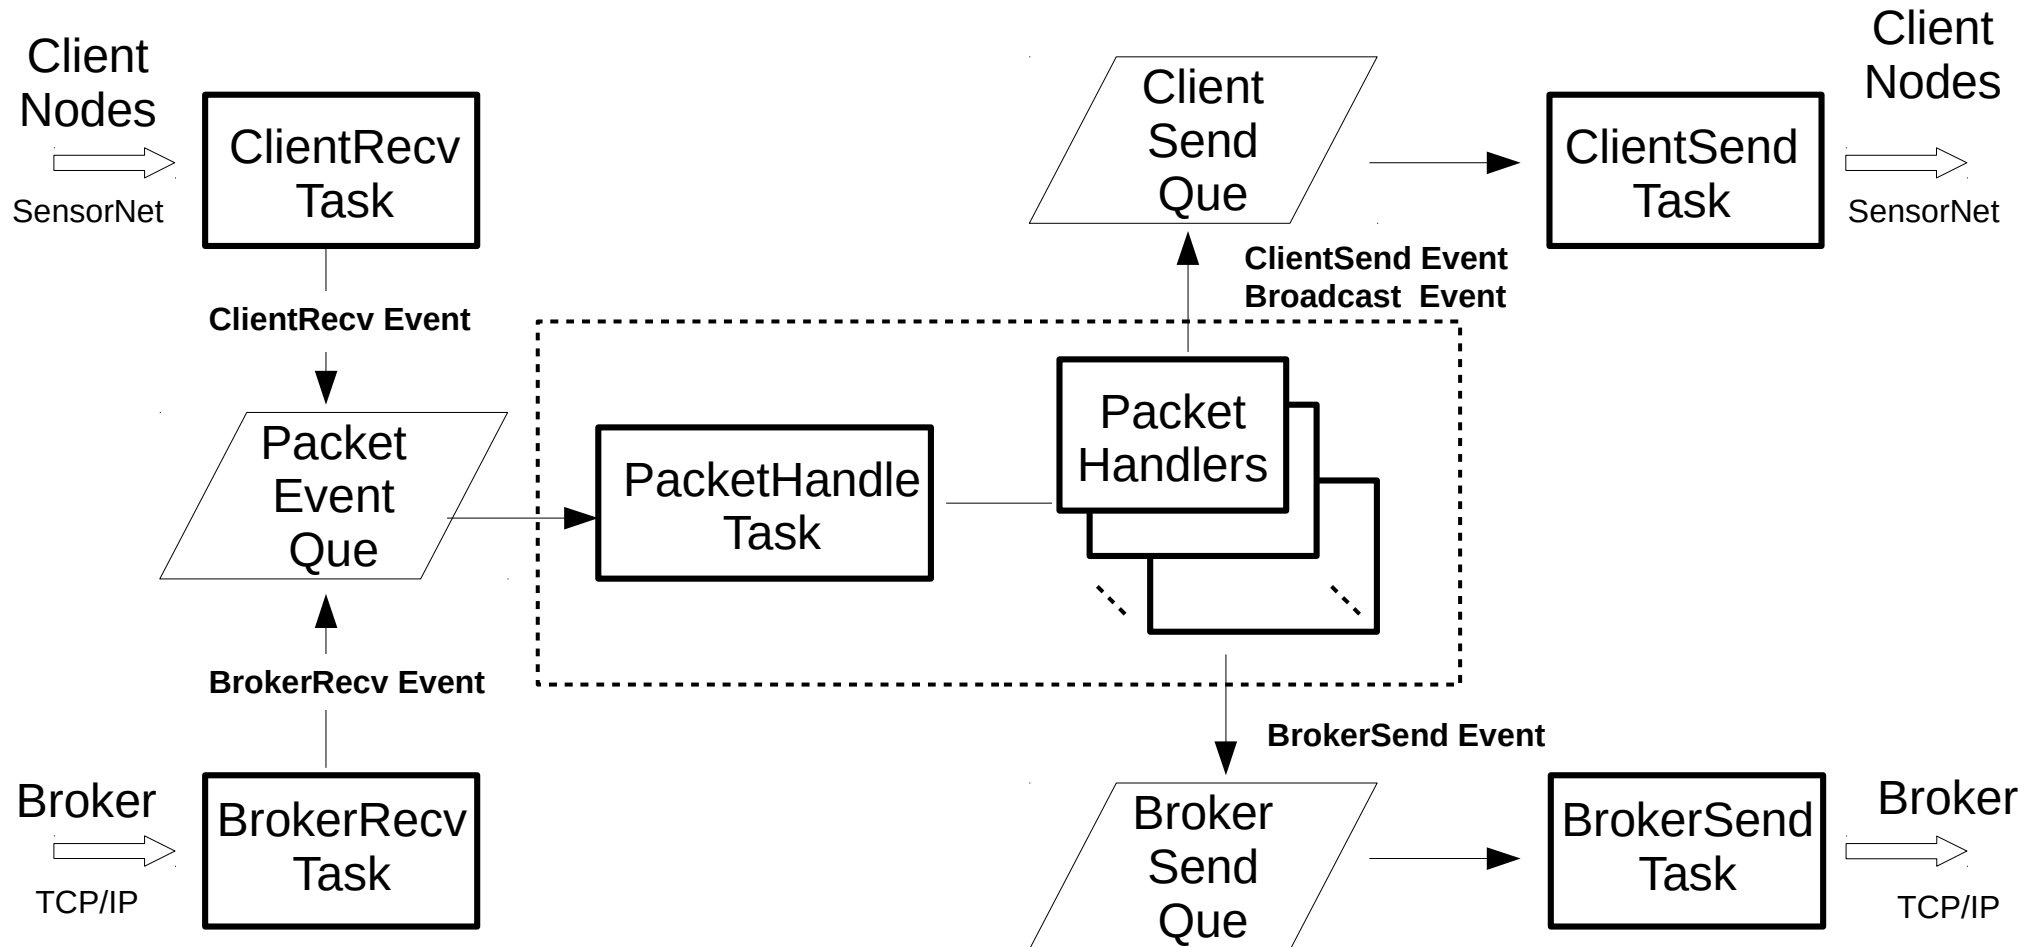 Client
Nodes
SensorNet
ClientRecv
Task
Client
Send
Que
ClientSend
Task
Client
Nodes
SensorNet
ClientRecv Event
ClientSend Event
Broadcast  Event
Packet
Event
Que
PacketHandle
Task
Packet
Handlers
BrokerRecv Event
BrokerSend Event
Broker
TCP/IP
BrokerRecv
Task
Broker
Send
Que
BrokerSend
Task
Broker
TCP/IP